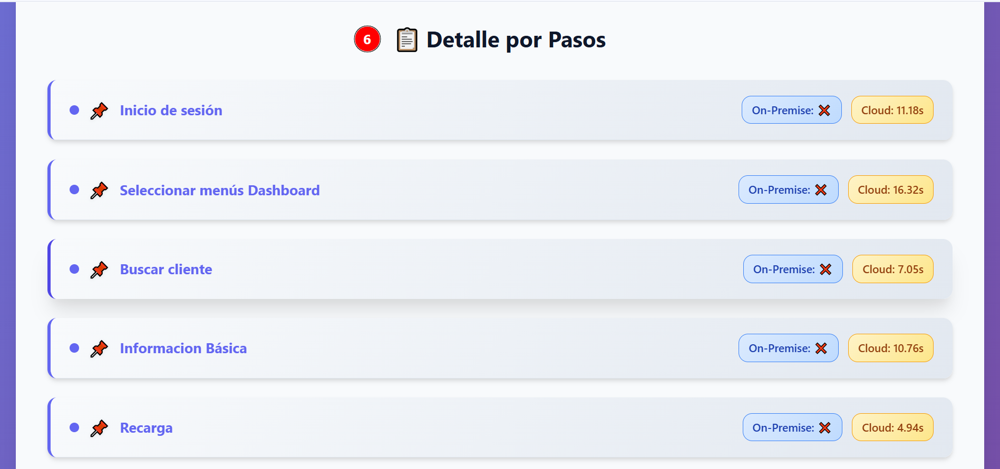 6 📋 Detalle por Pasos
📌 Inicio de sesión On-Premise: ❌ Cloud: 11.18s
📌 Seleccionar menús Dashboard On-Premise: ❌ Cloud: 16.32s
📌 Buscar cliente On-Premise: ❌ Cloud: 7.05s
📌 Informacion Básica On-Premise: ❌ Cloud: 10.76s
📌 Recarga On-Premise: ❌ Cloud: 4.94s